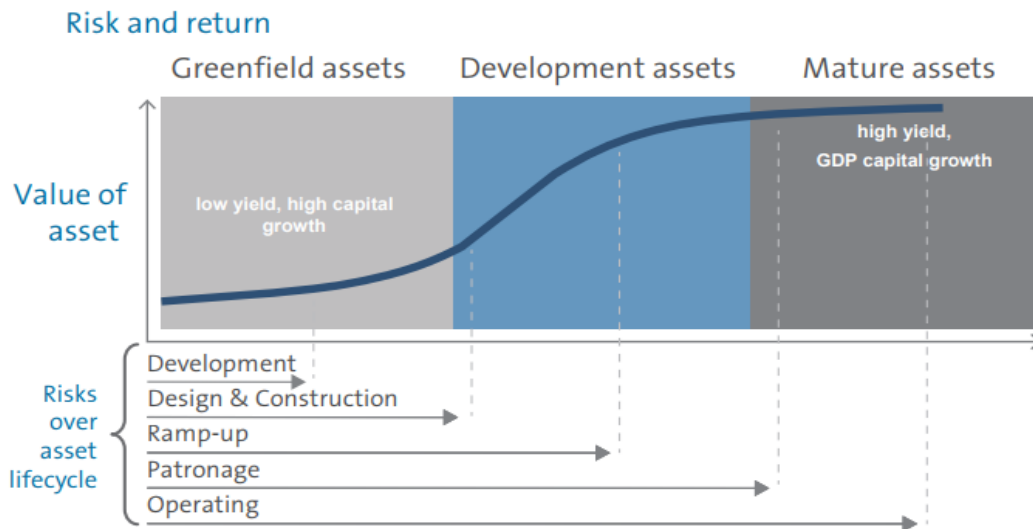 Risk and return
Greenfield assets
Development assets
Mature assets
Value of
asset
low yield, high capital
growth
high yield,
GDP capital growth
Risks
over
asset
lifecycle
Development
Design & Construction
Ramp-up
Patronage
Operating